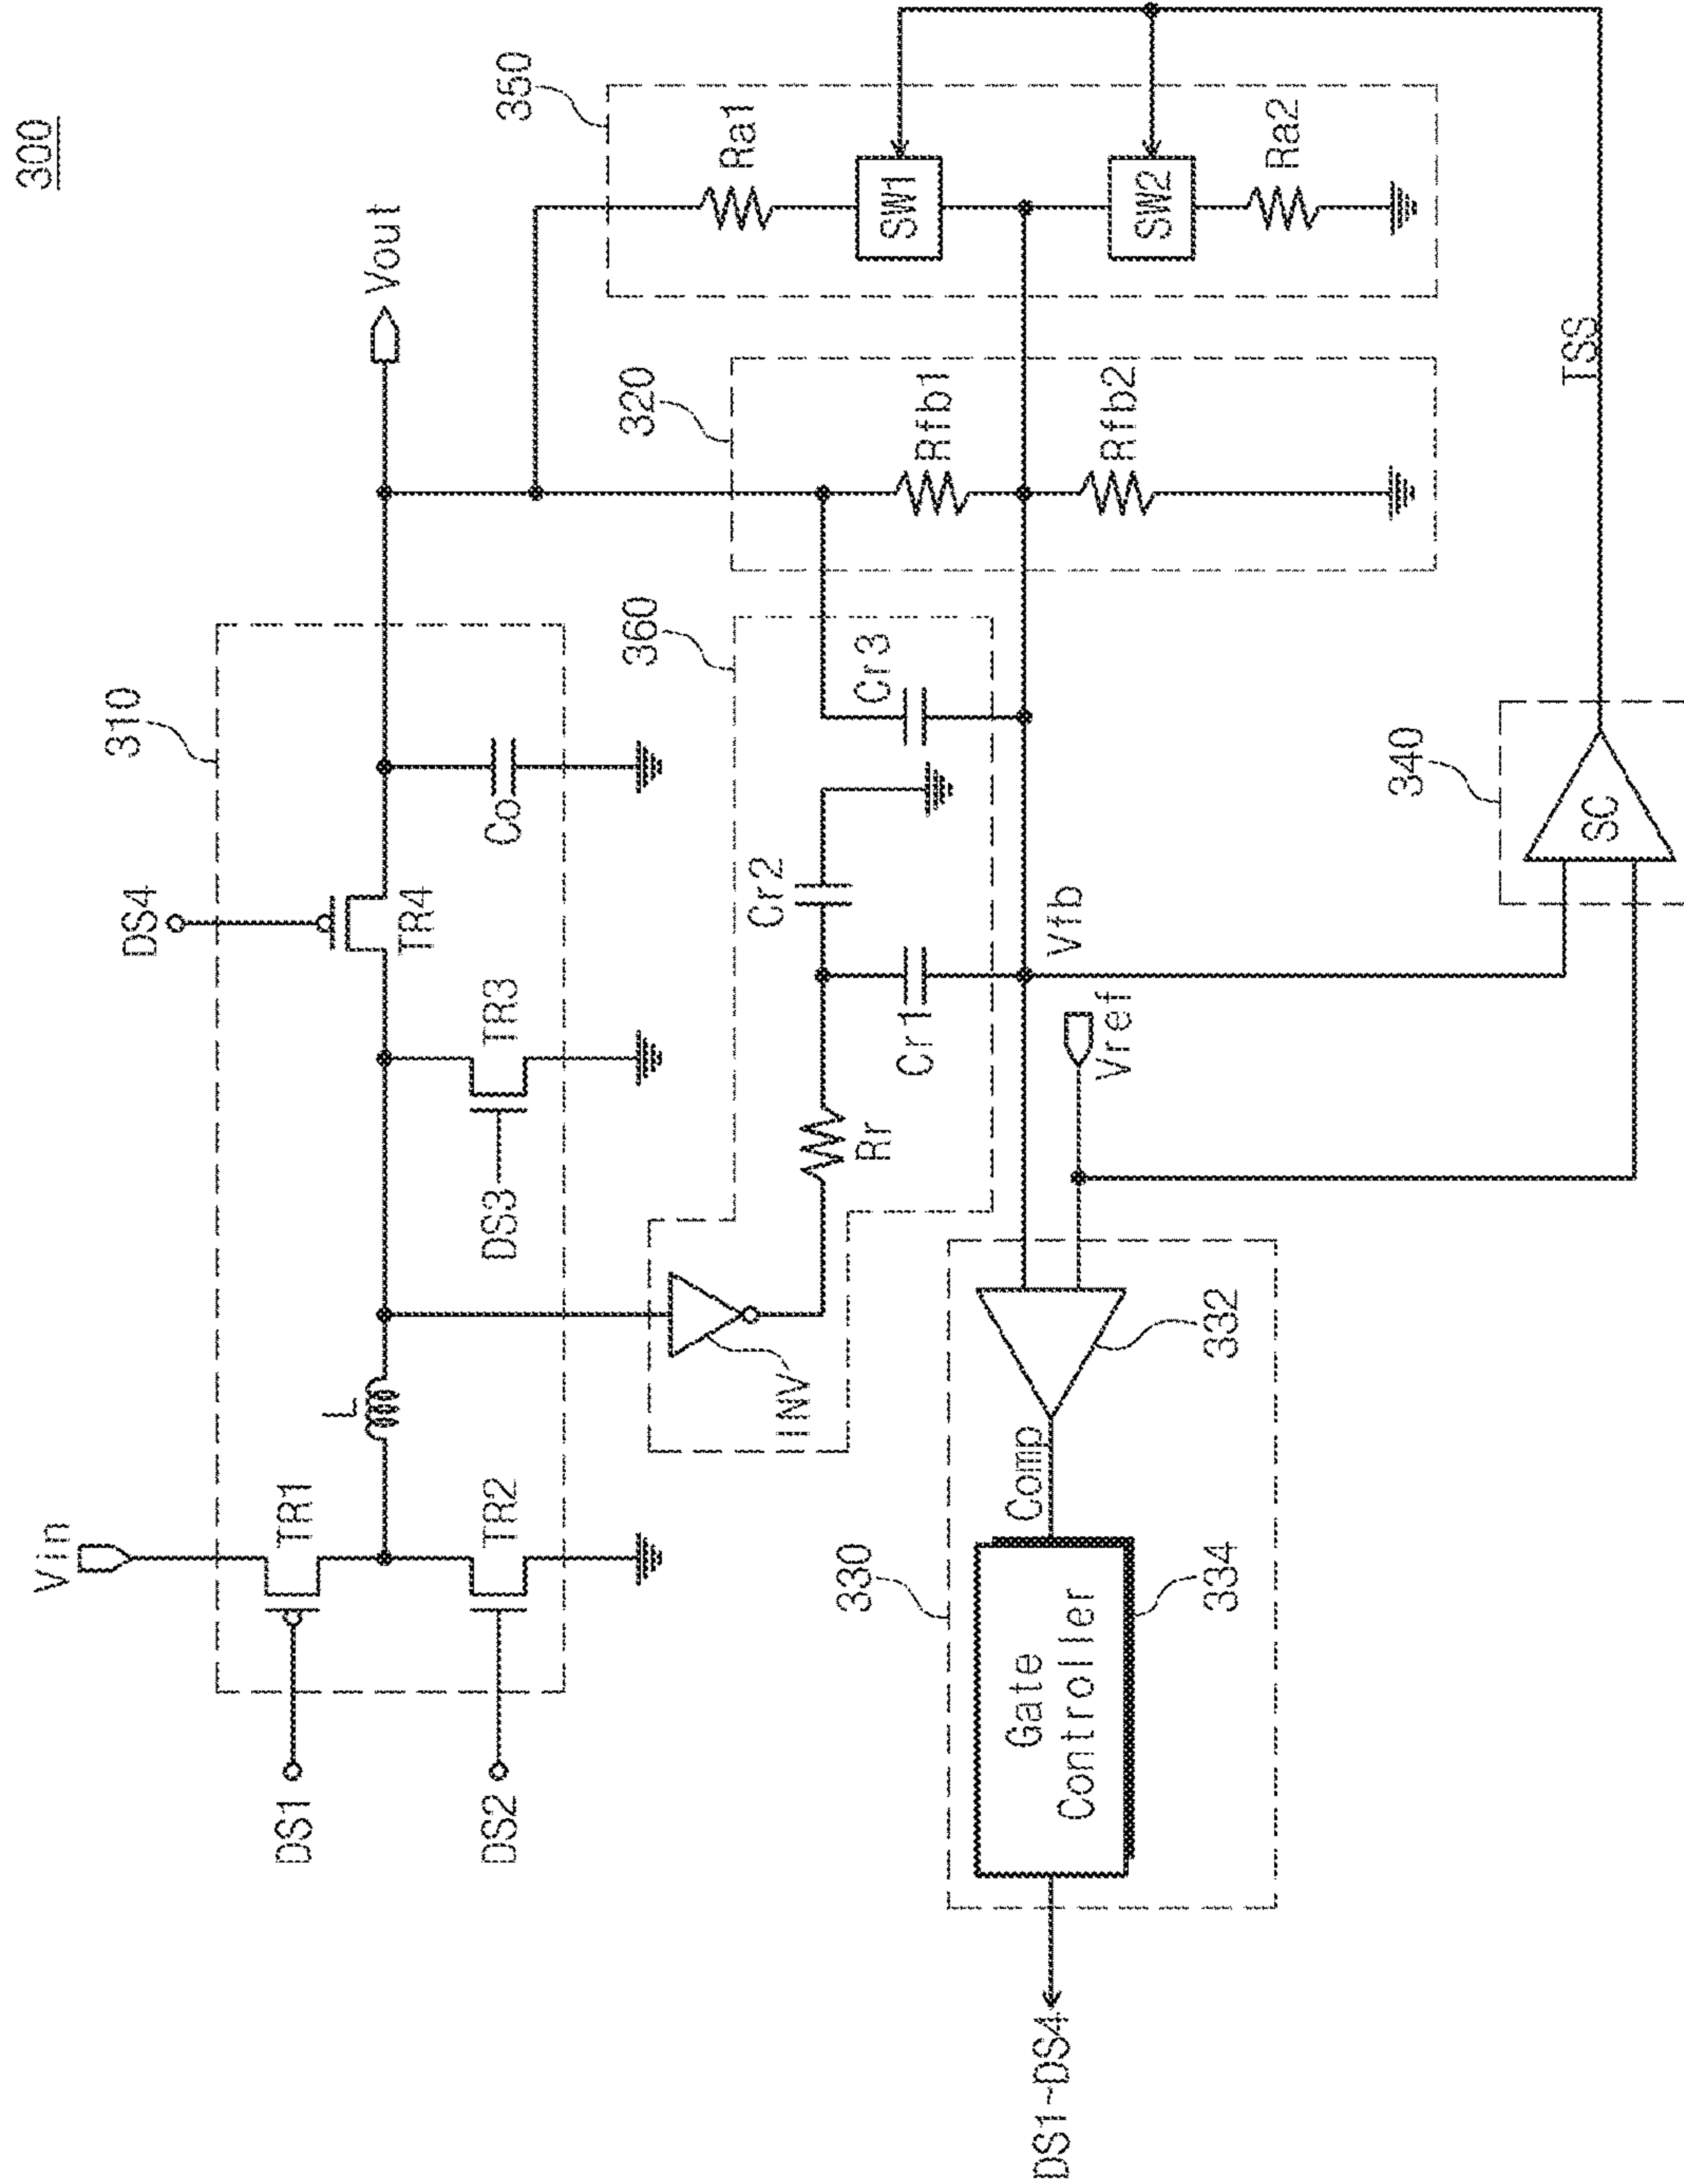 300
Vin
DS1
TR1
DS2
TR2
L
310
DS4
TR4
DS3
TR3
Co
Vout
INV
Rr
Cr1
Cr2
Cr3
360
320
Rfb1
Rfb2
350
Ra1
SW1
SW2
Ra2
Vfb
Vref
330
332
Comp
Gate
Controller
334
DS1~DS4
340
SC
TSS